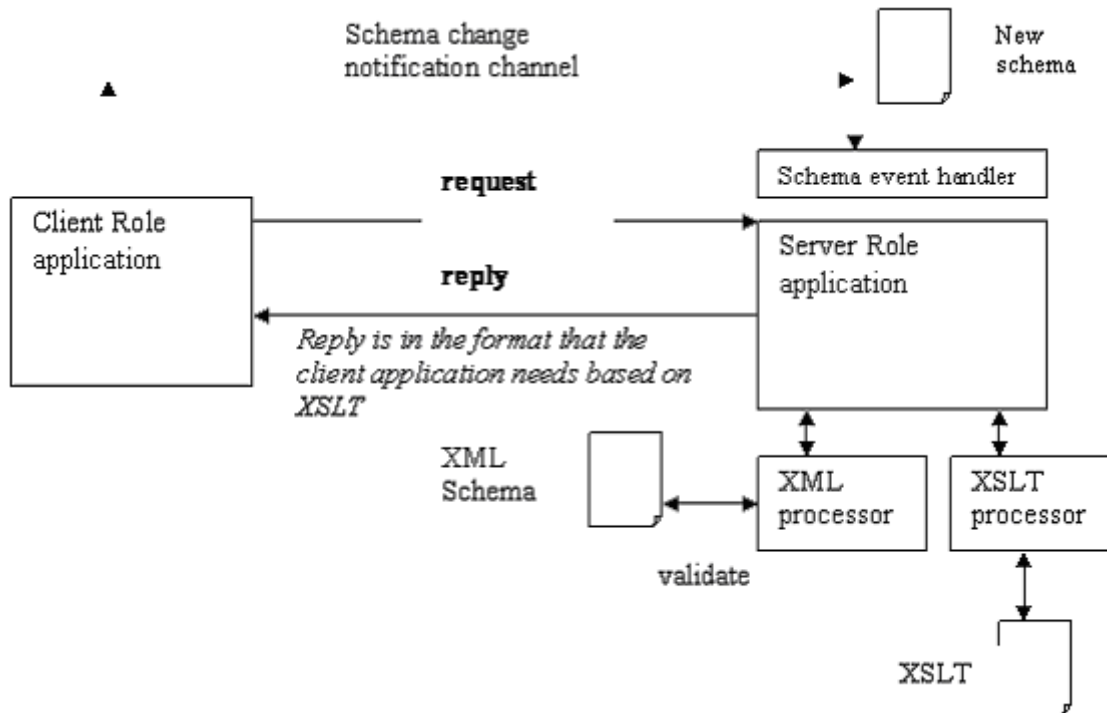 Schema change
notification channel
New
schema
Schema event handler
request
Client Role
application
Server Role
application
reply
Reply is in the format that the
client application needs based on
XSLT
XML
Schema
XML
processor
XSLT
processor
validate
XSLT